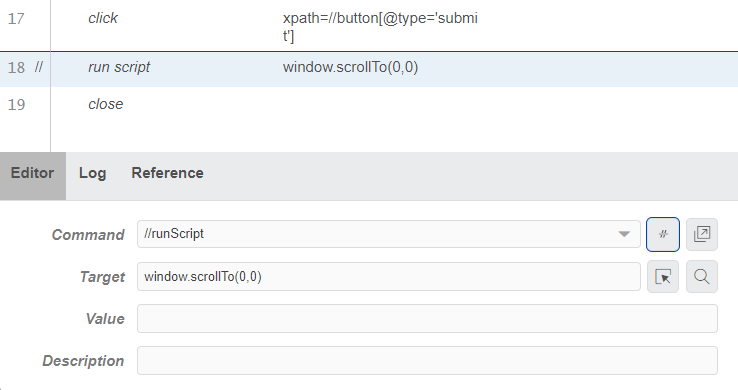 17 click xpath=//button[@type='submi
t']
18 // run script window.scrollTo(0,0)
19 close
Editor Log Reference
Command //runScript //
Target window.scrollTo(0,0)
Value
Description